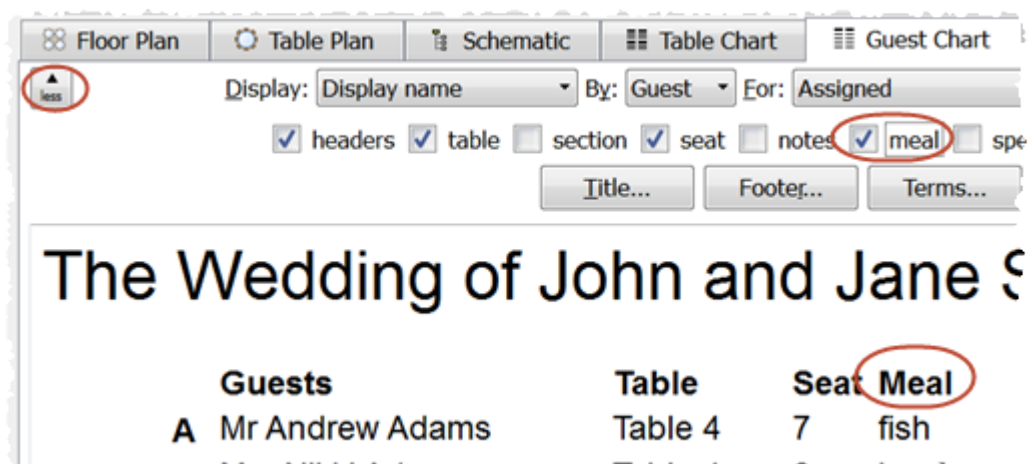 Floor Plan Table Plan Schematic Table Chart Guest Chart
less Display: Display name By: Guest For: Assigned
headers table section seat notes meal spe
Title... Footer... Terms...
The Wedding of John and Jane S
Guests Table Seat Meal
A Mr Andrew Adams Table 4 7 fish